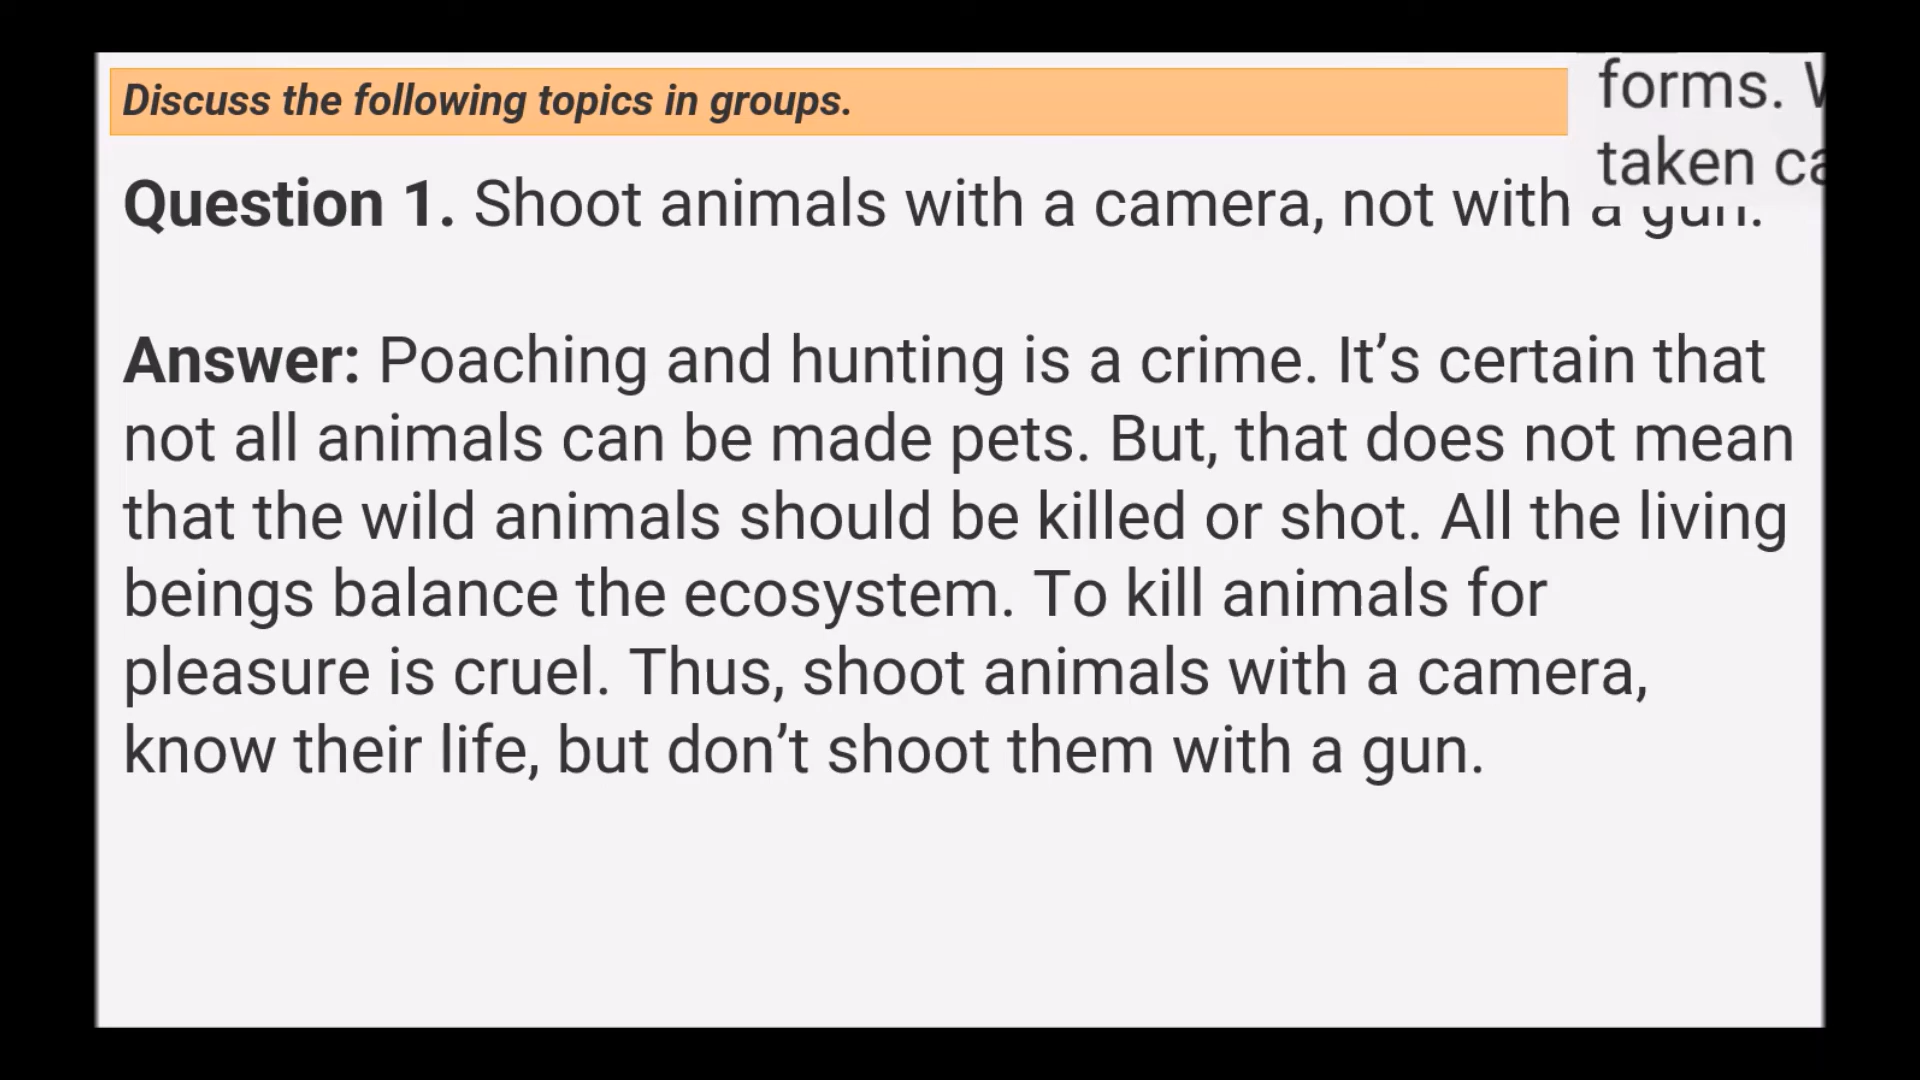 Discuss the following topics in groups.
forms.
taken
Question 1. Shoot animals with a camera, not with a gun.
Answer: Poaching and hunting is a crime. It’s certain that
not all animals can be made pets. But, that does not mean
that the wild animals should be killed or shot. All the living
beings balance the ecosystem. To kill animals for
pleasure is cruel. Thus, shoot animals with a camera,
know their life, but don’t shoot them with a gun.